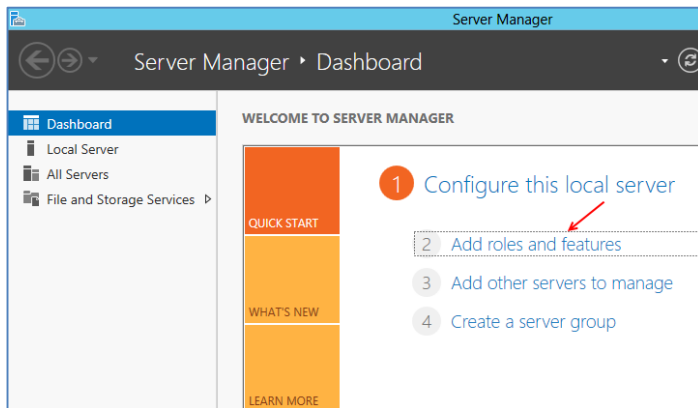 Server Manager
Server Manager • Dashboard
Dashboard
Local Server
All Servers
File and Storage Services
WELCOME TO SERVER MANAGER
QUICK START
WHAT'S NEW
LEARN MORE
1 Configure this local server
2 Add roles and features
3 Add other servers to manage
4 Create a server group